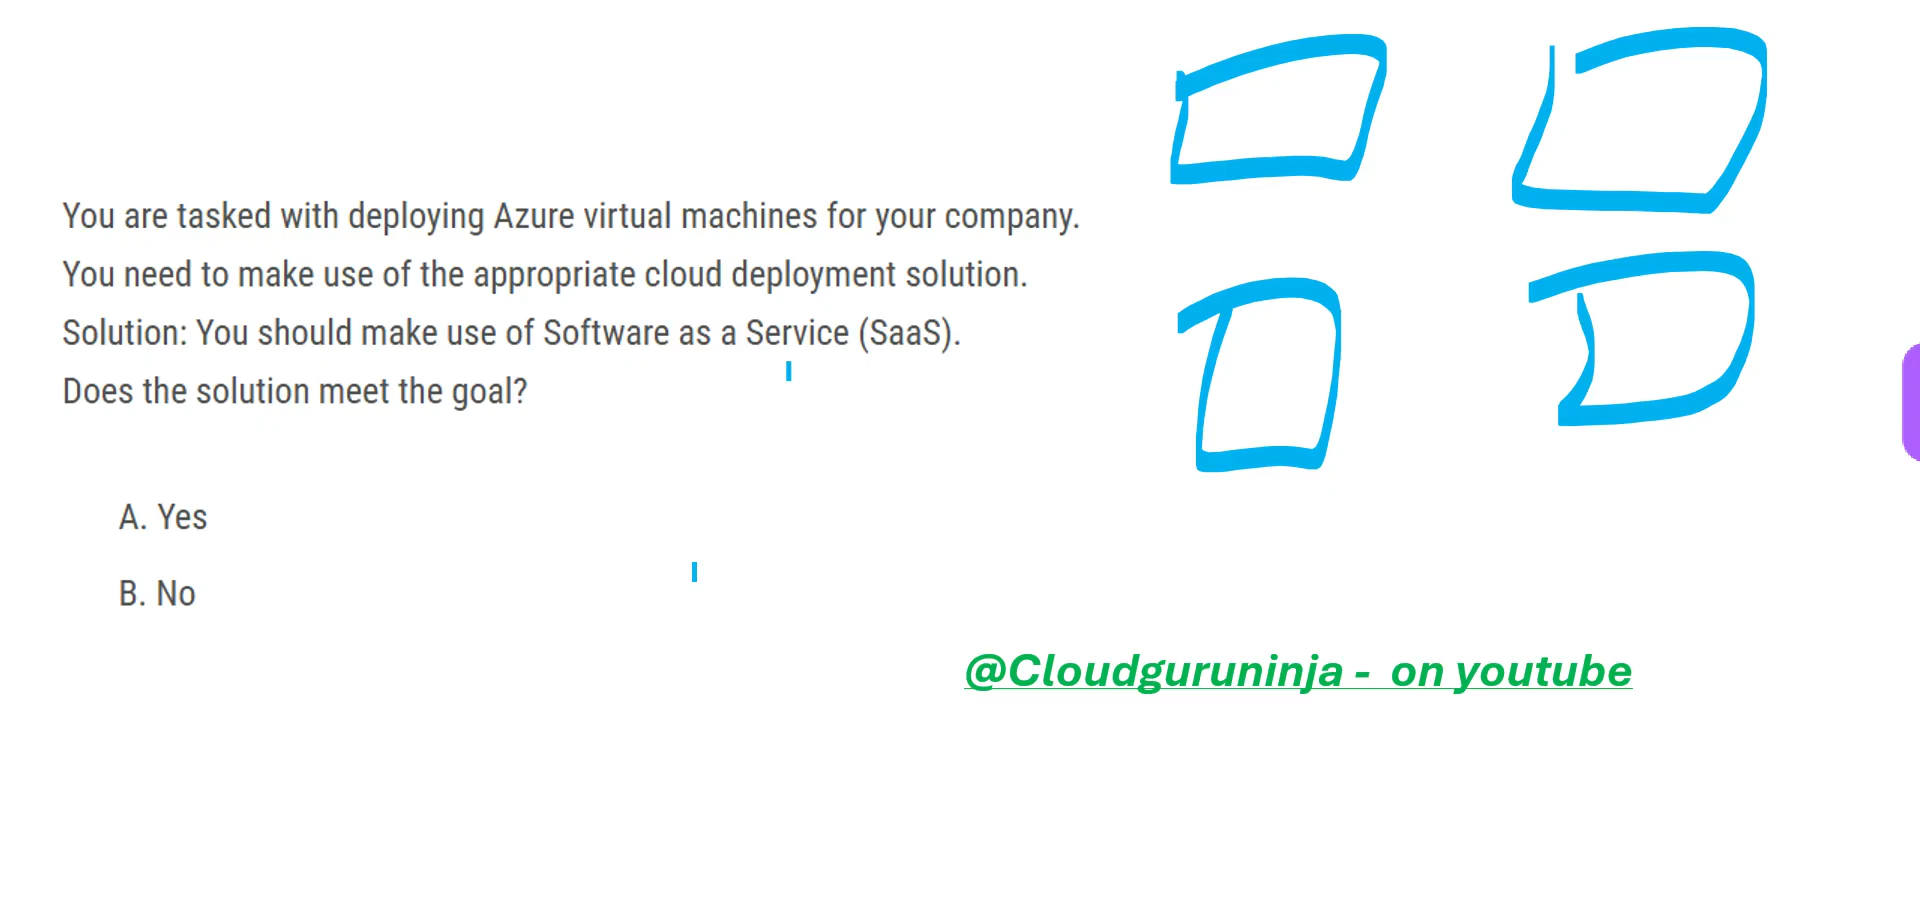 You are tasked with deploying Azure virtual machines for your company.
You need to make use of the appropriate cloud deployment solution.
Solution: You should make use of Software as a Service (SaaS).
Does the solution meet the goal?
A. Yes
B. No
@Cloudguruninja - on youtube